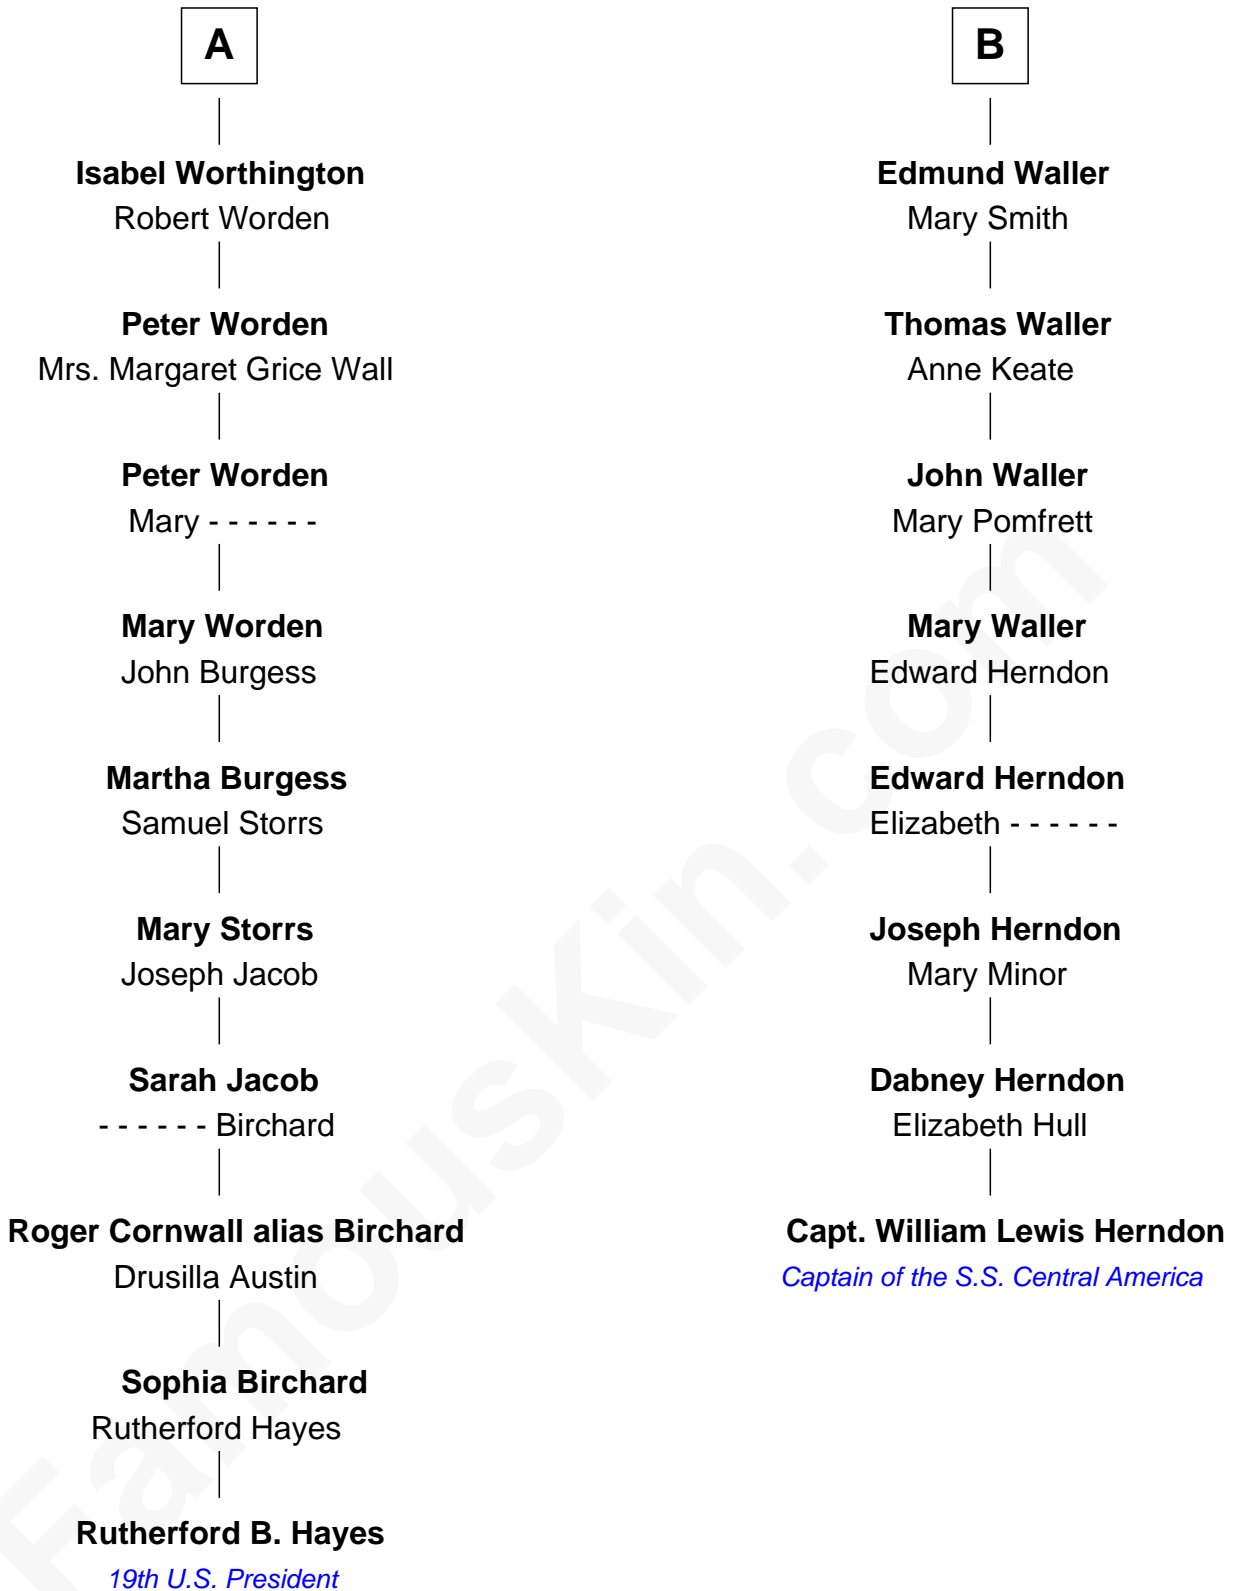 A
Isabel Worthington
Robert Worden
Peter Worden
Mrs. Margaret Grice Wall
Peter Worden
Mary - - - - - -
Mary Worden
John Burgess
Martha Burgess
Samuel Storrs
Mary Storrs
Joseph Jacob
Sarah Jacob
- - - - - - Birchard
Roger Cornwall alias Birchard
Drusilla Austin
Sophia Birchard
Rutherford Hayes
Rutherford B. Hayes
19th U.S. President
B
Edmund Waller
Mary Smith
Thomas Waller
Anne Keate
John Waller
Mary Pomfrett
Mary Waller
Edward Herndon
Edward Herndon
Elizabeth - - - - - -
Joseph Herndon
Mary Minor
Dabney Herndon
Elizabeth Hull
Capt. William Lewis Herndon
Captain of the S.S. Central America
FamousKin.com